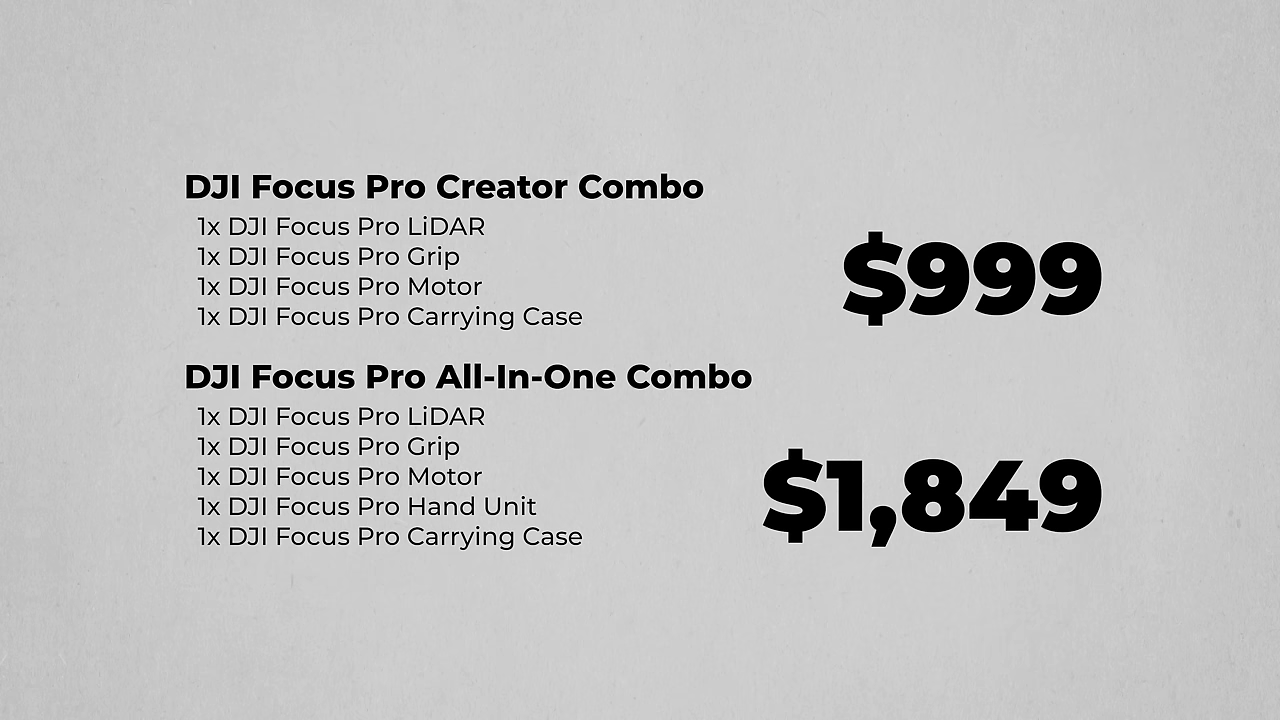 DJI Focus Pro Creator Combo
1x DJI Focus Pro LiDAR
1x DJI Focus Pro Grip
1x DJI Focus Pro Motor
1x DJI Focus Pro Carrying Case
$999
DJI Focus Pro All-In-One Combo
1x DJI Focus Pro LiDAR
1x DJI Focus Pro Grip
1x DJI Focus Pro Motor
1x DJI Focus Pro Hand Unit
1x DJI Focus Pro Carrying Case
$1,849